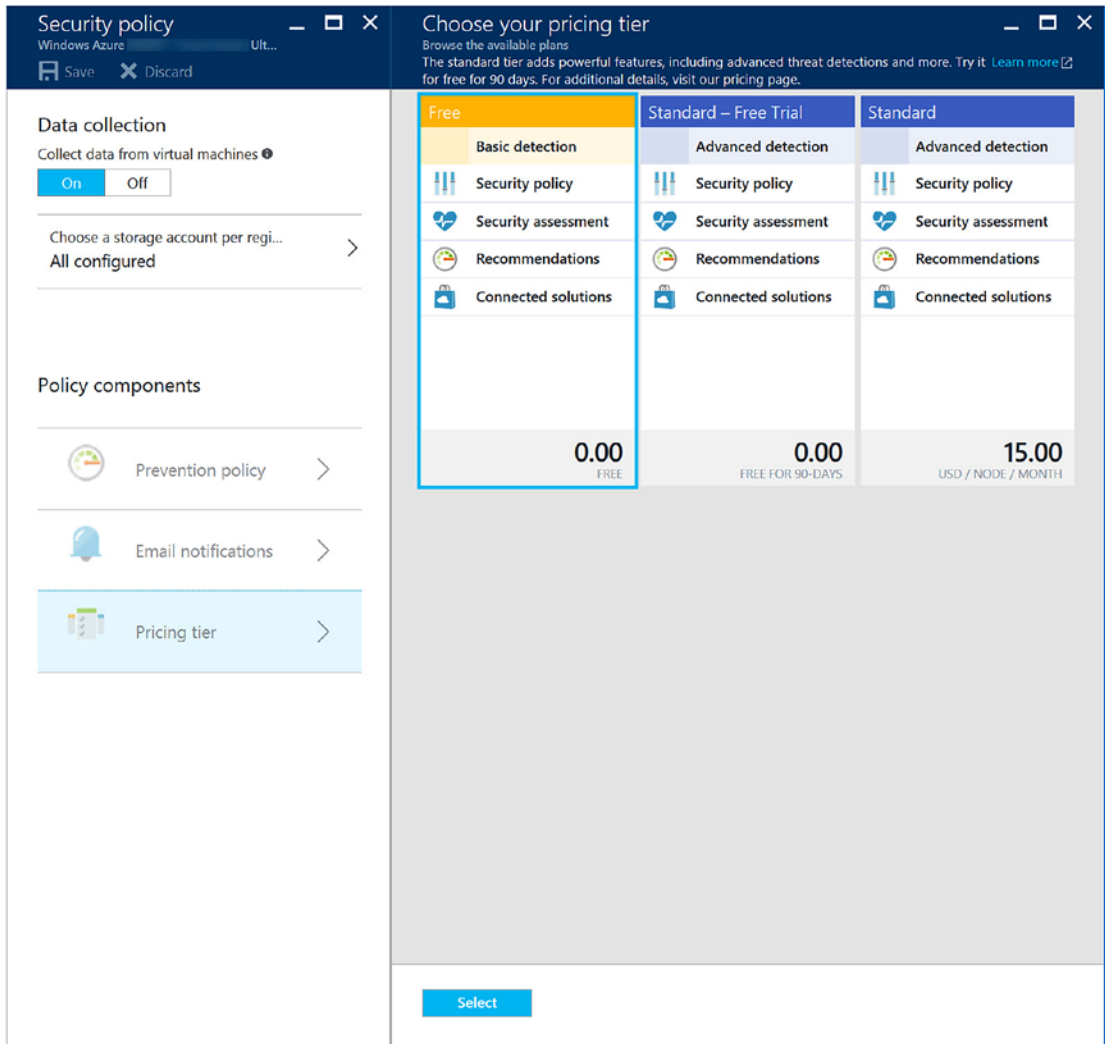 Security policy
Windows Azure Ult...
Save Discard
Data collection
Collect data from virtual machines
On Off
Choose a storage account per regi...
All configured
Policy components
Prevention policy
Email notifications
Pricing tier
Choose your pricing tier
Browse the available plans
The standard tier adds powerful features, including advanced threat detections and more. Try it Learn more
for free for 90 days. For additional details, visit our pricing page.
Free
Basic detection
Security policy
Security assessment
Recommendations
Connected solutions
0.00
FREE
Standard – Free Trial
Advanced detection
Security policy
Security assessment
Recommendations
Connected solutions
0.00
FREE FOR 90-DAYS
Standard
Advanced detection
Security policy
Security assessment
Recommendations
Connected solutions
15.00
USD / NODE / MONTH
Select